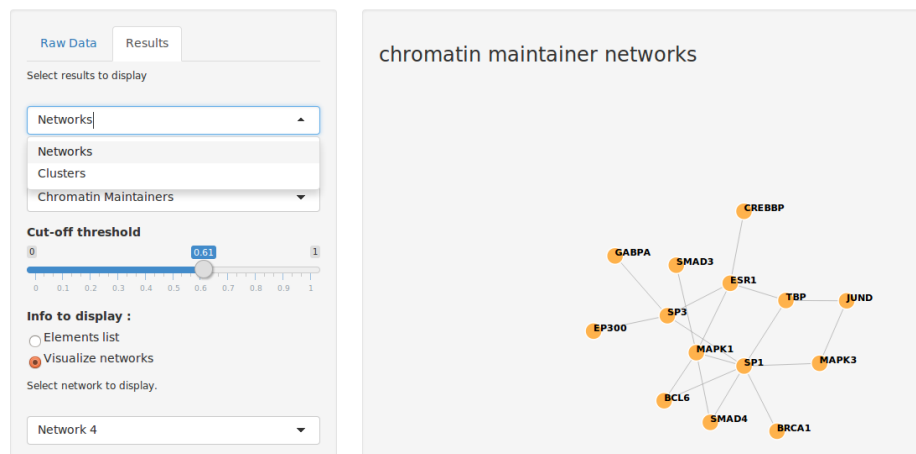 Raw Data Results
Select results to display
Networks
Networks
Clusters
Chromatin Maintainers
Cut-off threshold
0 0.61 1
0 0.1 0.2 0.3 0.4 0.5 0.6 0.7 0.8 0.9 1
Info to display :
Elements list
Visualize networks
Select network to display.
Network 4
chromatin maintainer networks
CREBBP
GABPA
SMAD3
ESR1
TBP
JUND
SP3
EP300
MAPK1
SP1
MAPK3
BCL6
SMAD4
BRCA1